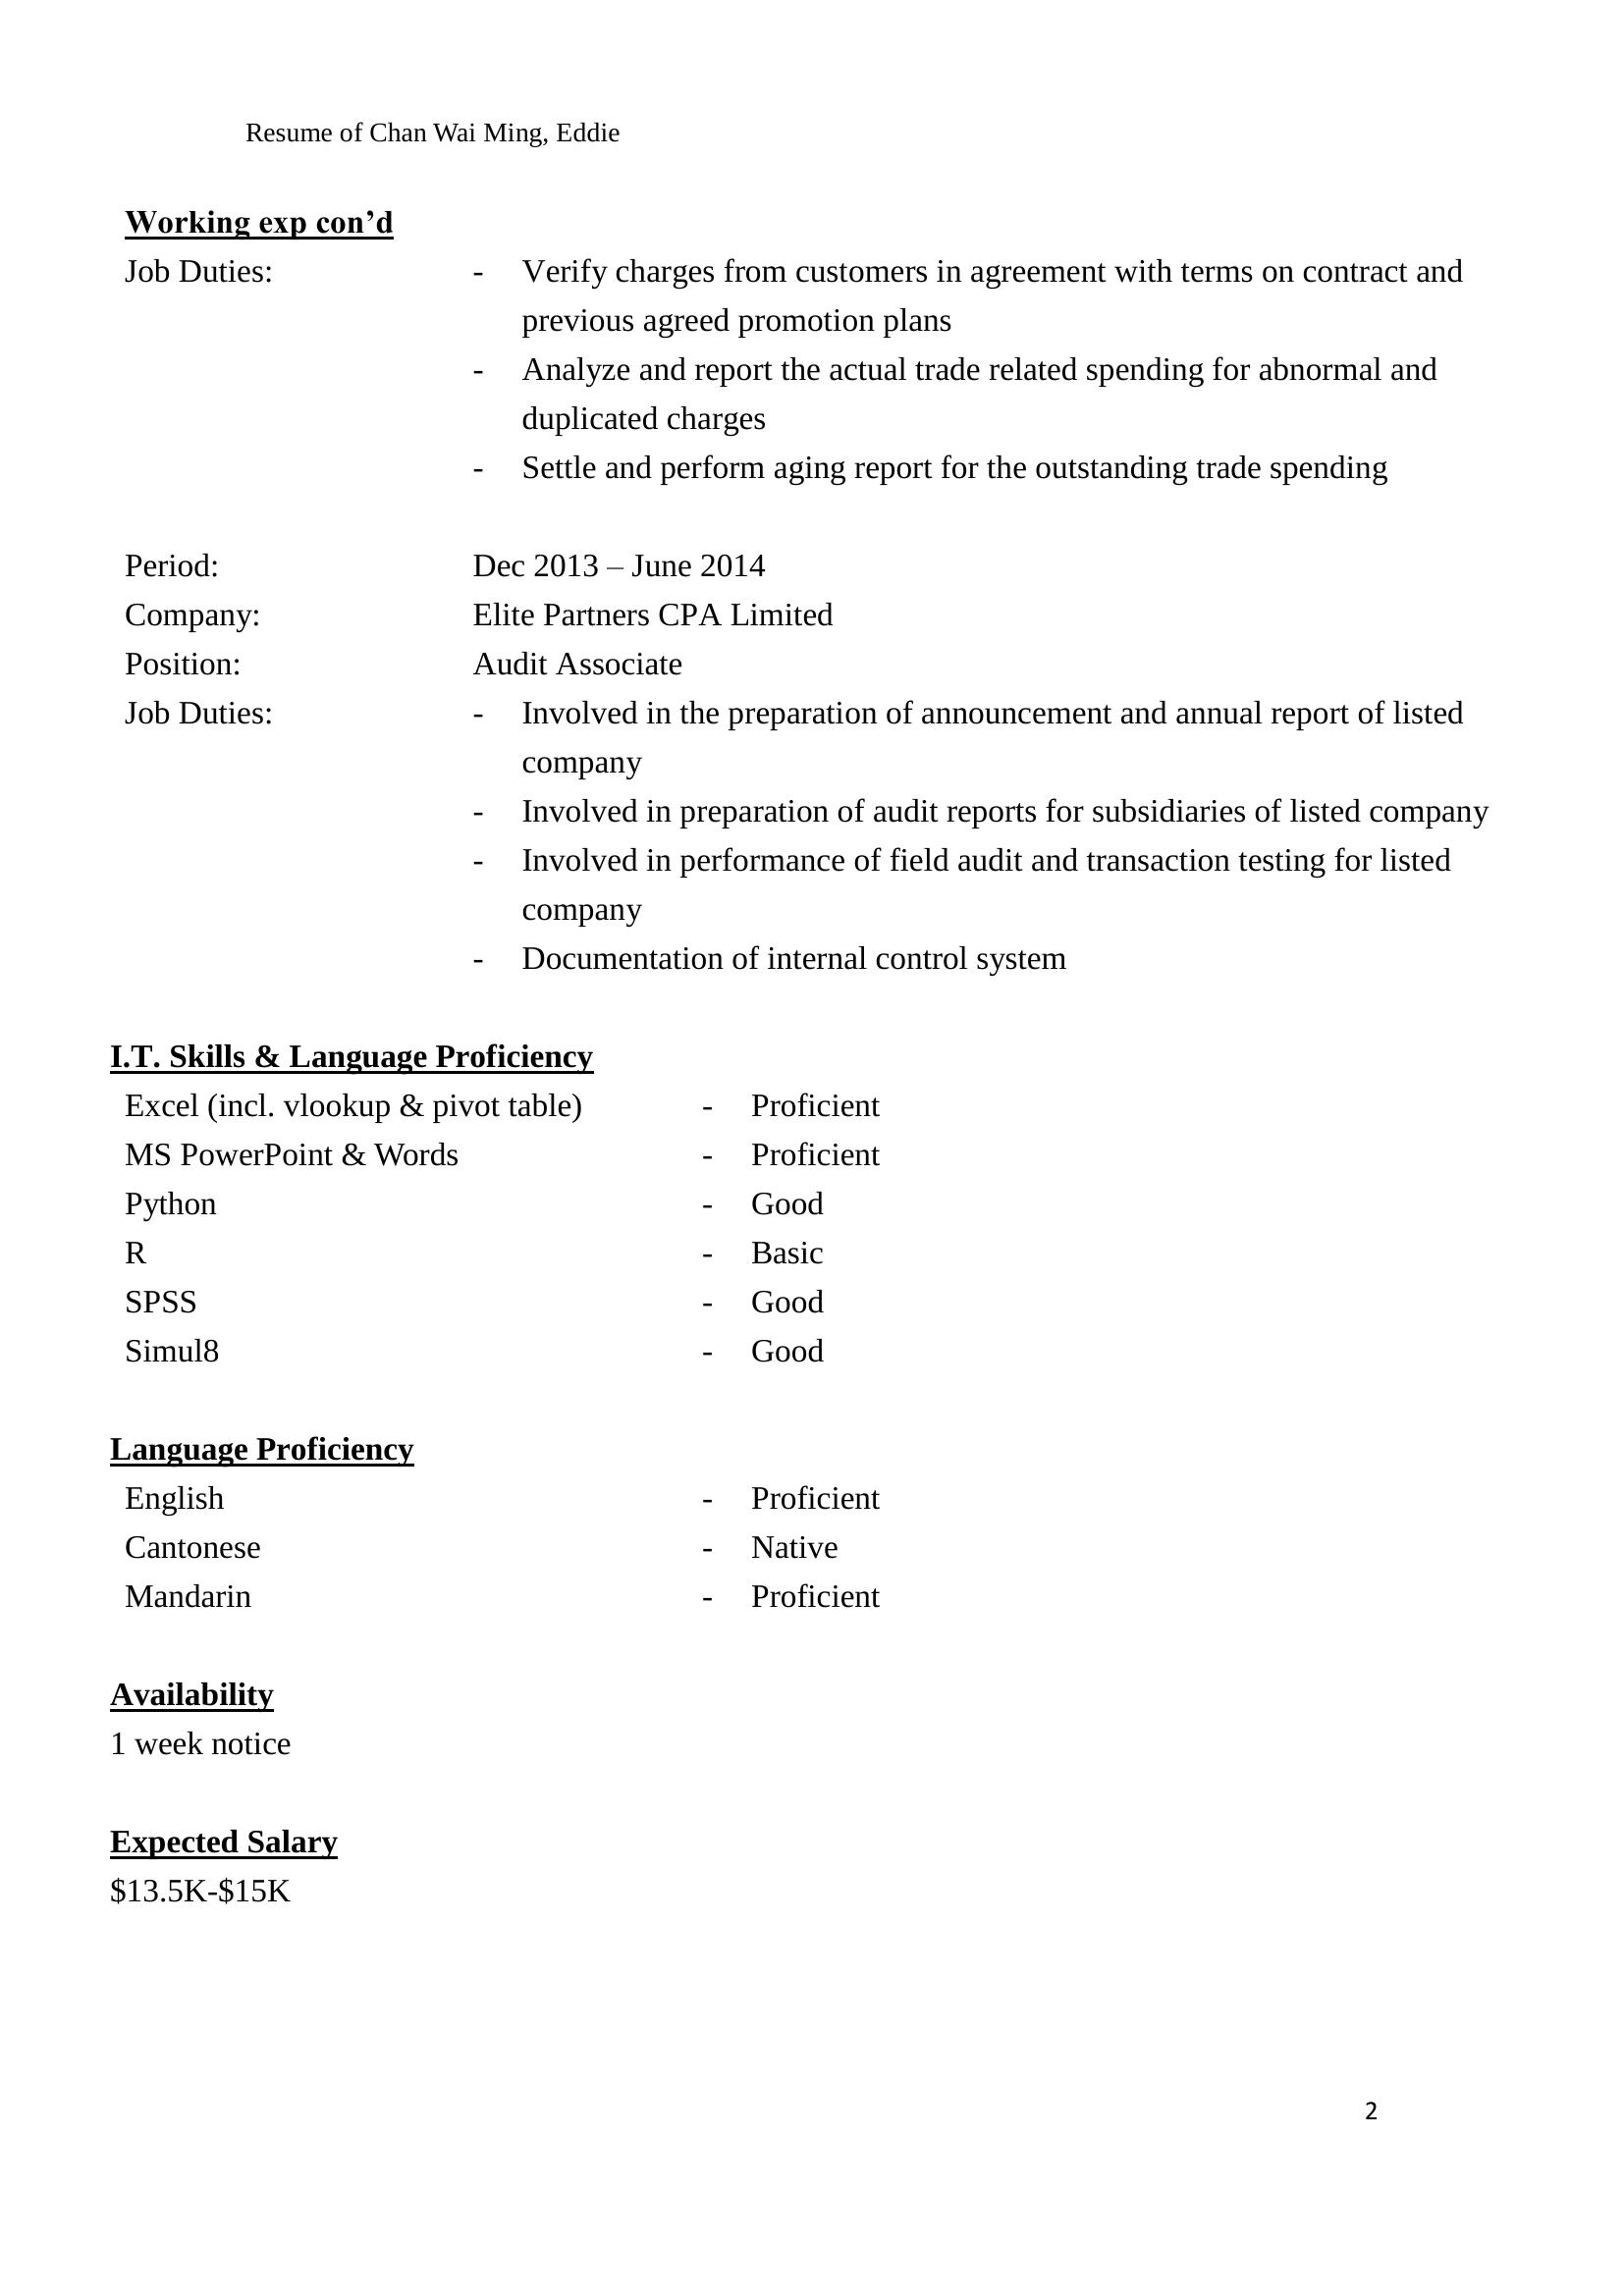 Resume of Chan Wai Ming, Eddie
Working exp con’d
Job Duties: - Verify charges from customers in agreement with terms on contract and
previous agreed promotion plans
- Analyze and report the actual trade related spending for abnormal and
duplicated charges
- Settle and perform aging report for the outstanding trade spending
Period: Dec 2013 – June 2014
Company: Elite Partners CPA Limited
Position: Audit Associate
Job Duties: - Involved in the preparation of announcement and annual report of listed
company
- Involved in preparation of audit reports for subsidiaries of listed company
- Involved in performance of field audit and transaction testing for listed
company
- Documentation of internal control system
I.T. Skills & Language Proficiency
Excel (incl. vlookup & pivot table) - Proficient
MS PowerPoint & Words - Proficient
Python - Good
R - Basic
SPSS - Good
Simul8 - Good
Language Proficiency
English - Proficient
Cantonese - Native
Mandarin - Proficient
Availability
1 week notice
Expected Salary
$13.5K-$15K
2